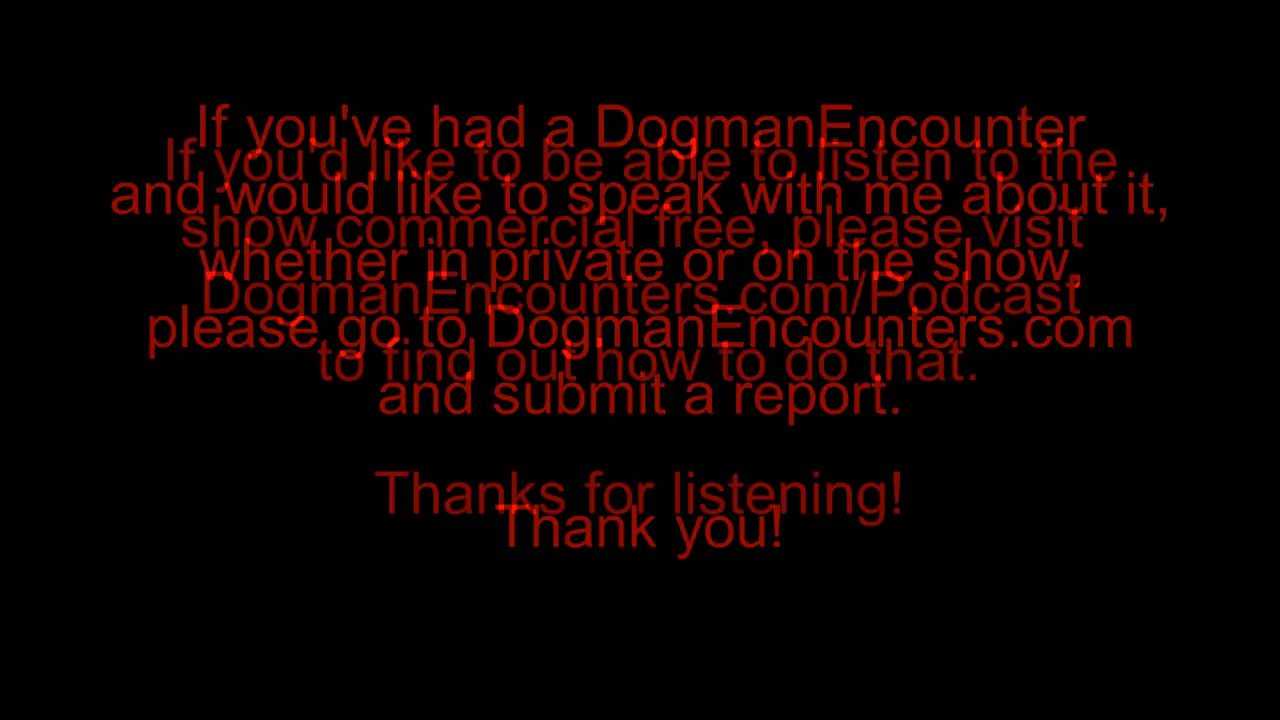 If you've had a DogmanEncounter
If you'd like to be able to listen to the
and would like to speak with me about it,
show commercial free, please visit
whether in private or on the show,
DogmanEncounters.com/Podcast
please go to DogmanEncounters.com
to find out how to do that.
and submit a report.
Thanks for listening!
Thank you!